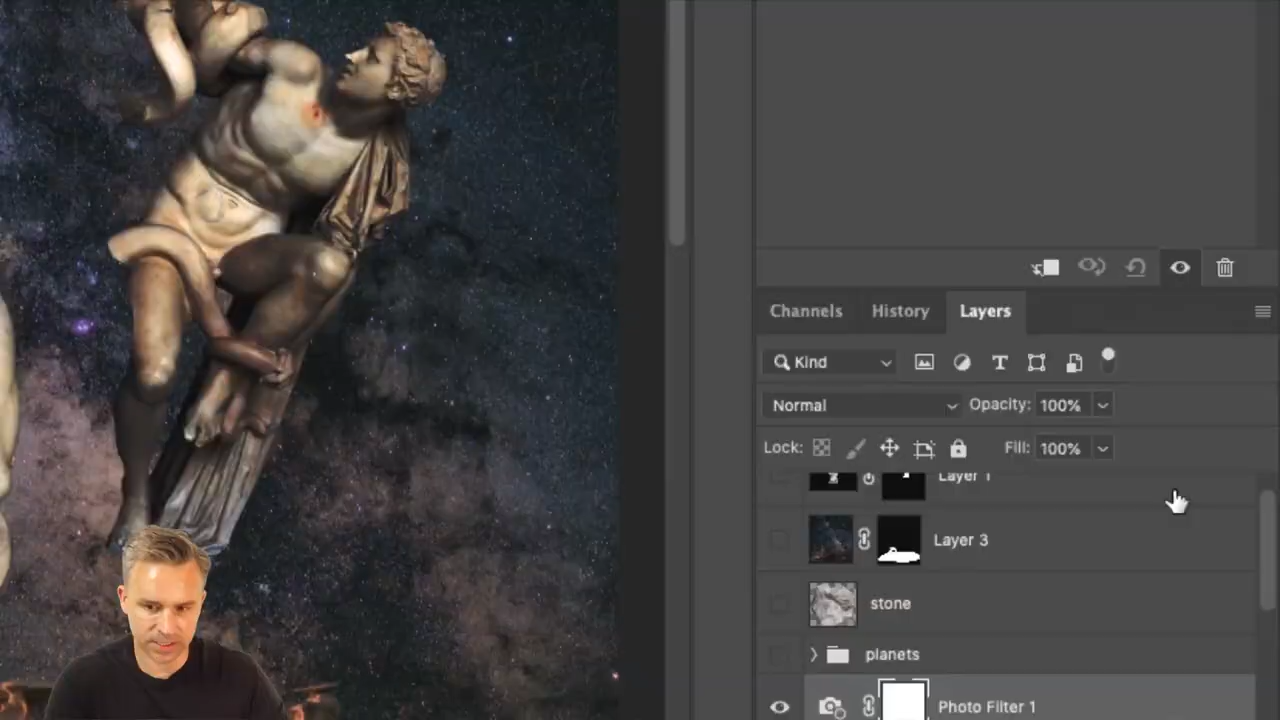 Channels
History
Layers
Kind
Normal
Opacity: 100%
Lock:
Fill: 100%
Layer 1
Layer 3
stone
planets
Photo Filter 1